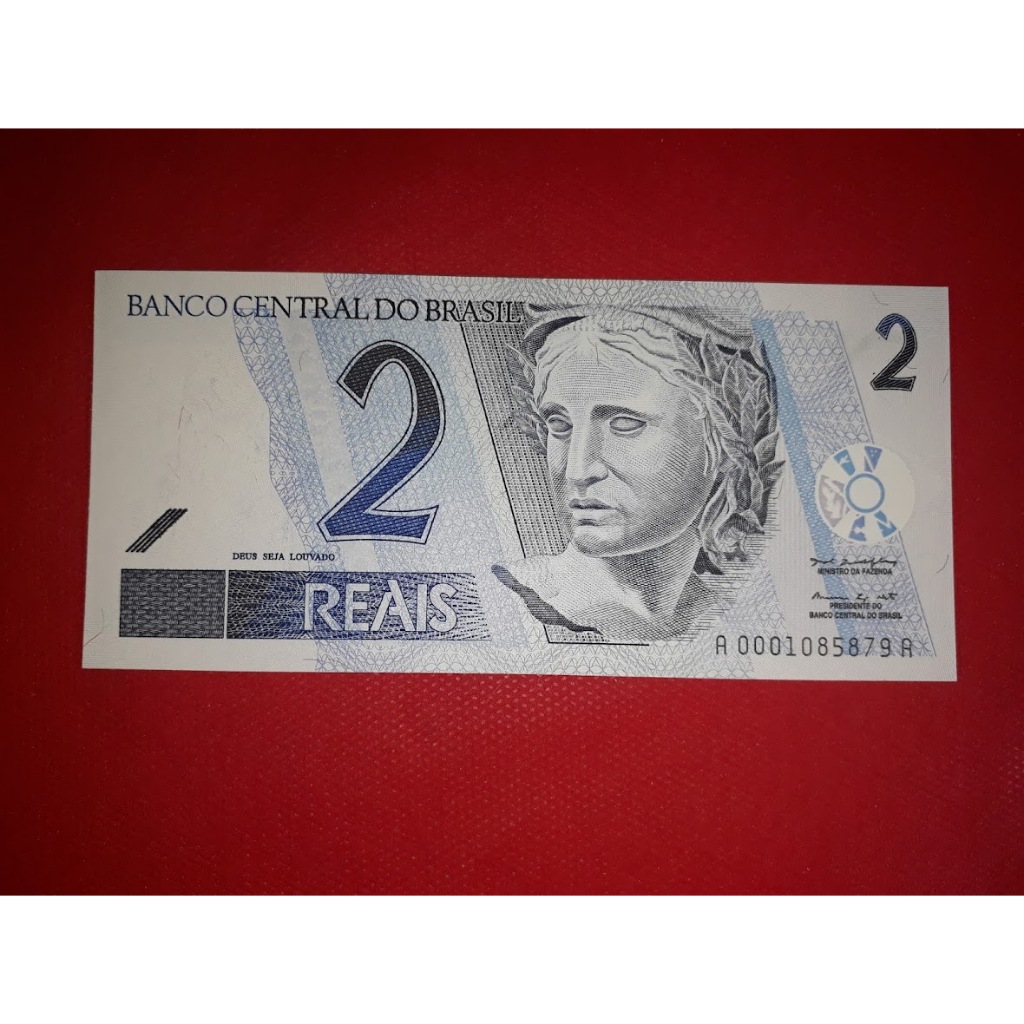 BANCO CENTRAL DO BRASIL
2
2
DEUS SEJA LOUVADO
REAIS
MINISTRO DA FAZENDA
PRESIDENTE DO
BANCO CENTRAL DO BRASIL
A 0001085879 A